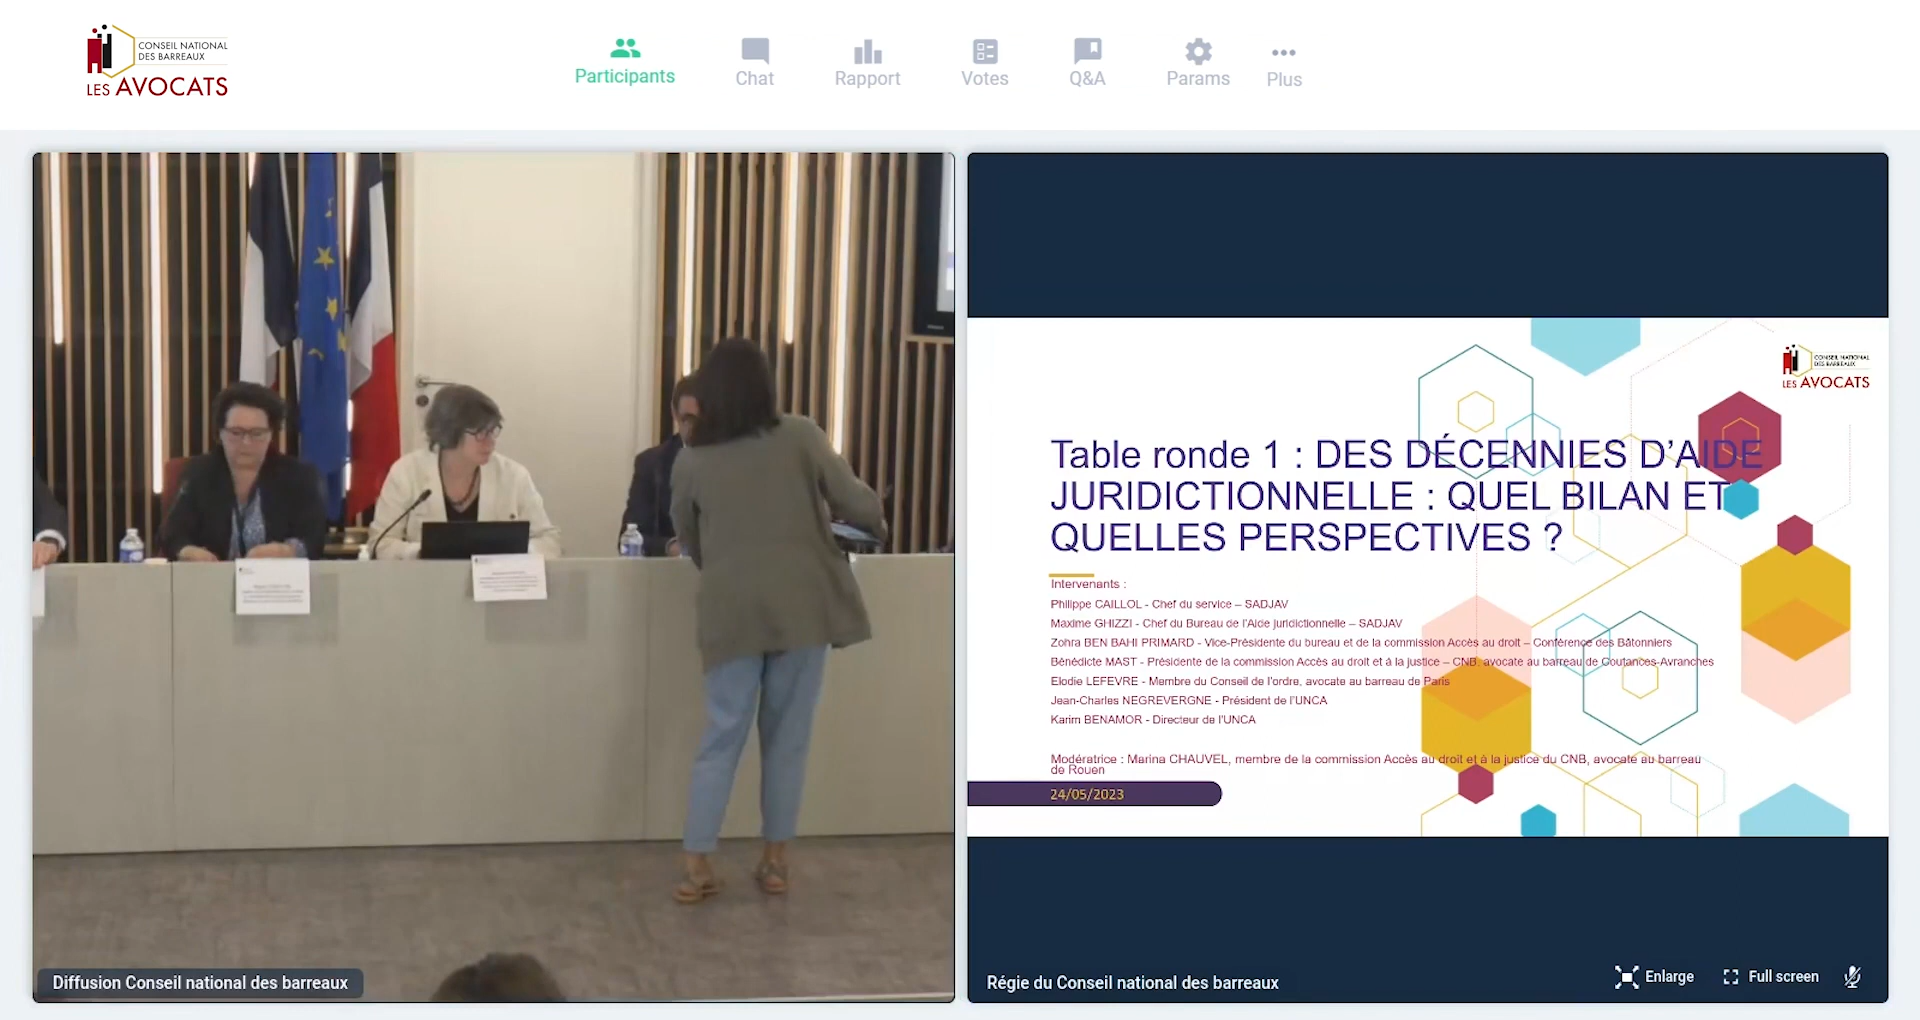 CONSEIL NATIONAL
DES BARREAUX
LES AVOCATS
Participants
Chat
Rapport
Votes
Q&A
Params
Plus
CONSEIL NATIONAL
DES BARREAUX
LES AVOCATS
Table ronde 1 : DES DÉCENNIES D'AIDE
JURIDICTIONNELLE : QUEL BILAN ET
QUELLES PERSPECTIVES ?
Intervenants :
Philippe CAILLOL - Chef du service – SADJAV
Maxime GHIZZI - Chef du Bureau de l'Aide juridictionnelle – SADJAV
Zohra BEN BAHI PRIMARD - Vice-Présidente du bureau et de la commission Accès au droit – Conférence des Bâtonniers
Bénédicte MAST - Présidente de la commission Accès au droit et à la justice – CNB, avocate au barreau de Coutances-Avranches
Elodie LEFEVRE - Membre du Conseil de l'ordre, avocate au barreau de Paris
Jean-Charles NEGREVERGNE - Président de l'UNCA
Karim BENAMOR - Directeur de l'UNCA
Modératrice : Marina CHAUVEL, membre de la commission Accès au droit et à la justice du CNB, avocate au barreau
de Rouen
24/05/2023
Diffusion Conseil national des barreaux
Régie du Conseil national des barreaux
Enlarge
Full screen